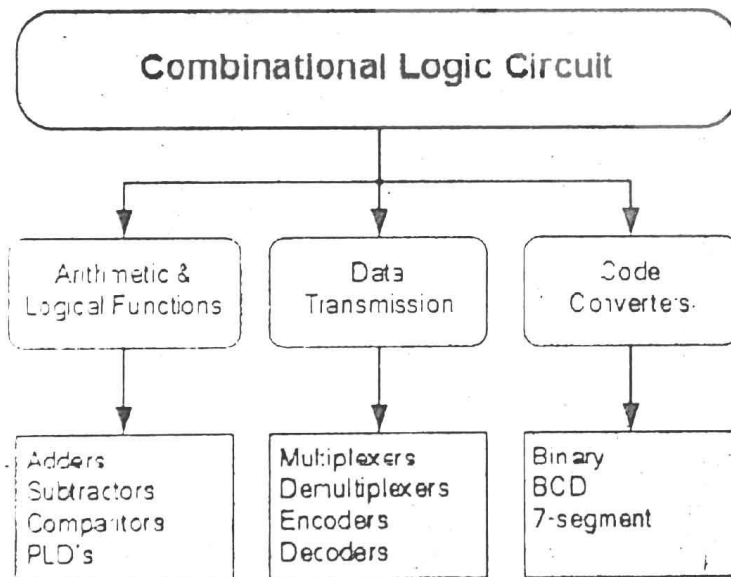 Combinational Logic Circuit
Arithmetic &
Logical Functions
Data
Transmission
Code
Converters
Adders
Subtractors
Comparitors
PLD's
Multiplexers
Demultiplexers
Encoders
Decoders
Binary
BCD
7-segment